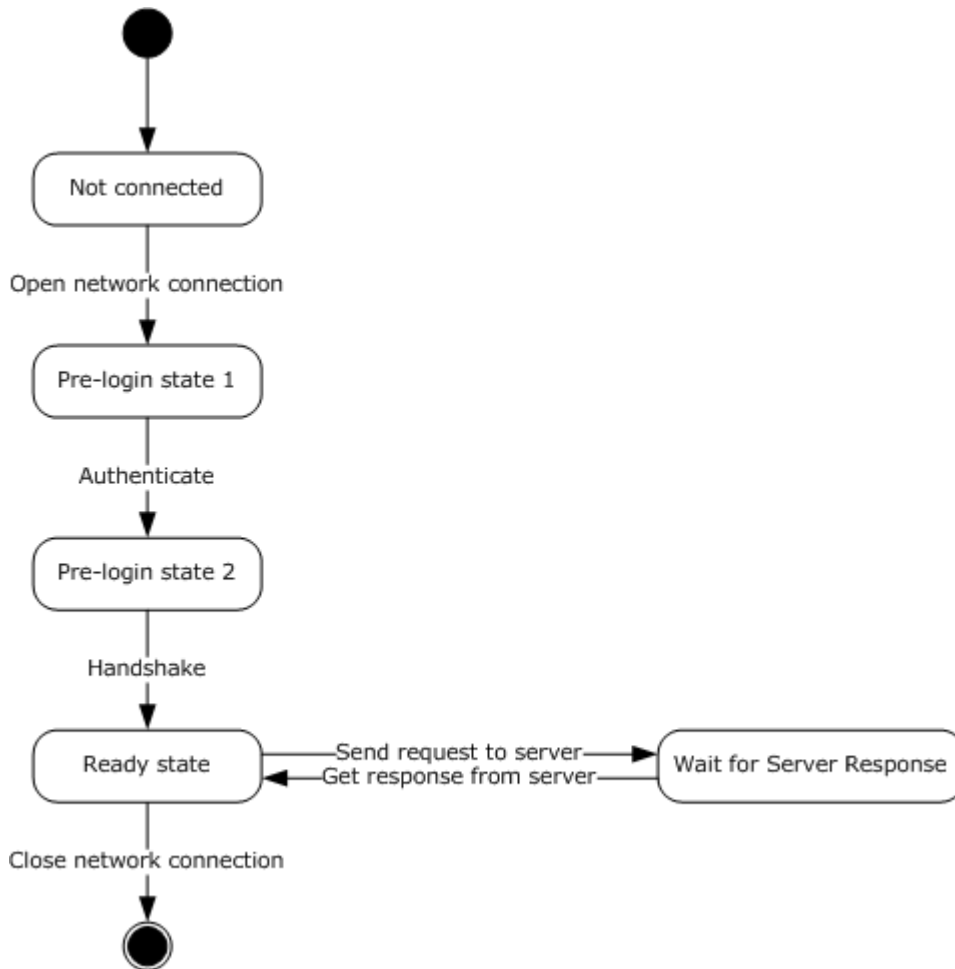 Not connected
Open network connection
Pre-login state 1
Authenticate
Pre-login state 2
Handshake
Ready state
Send request to server
Get response from server
Wait for Server Response
Close network connection